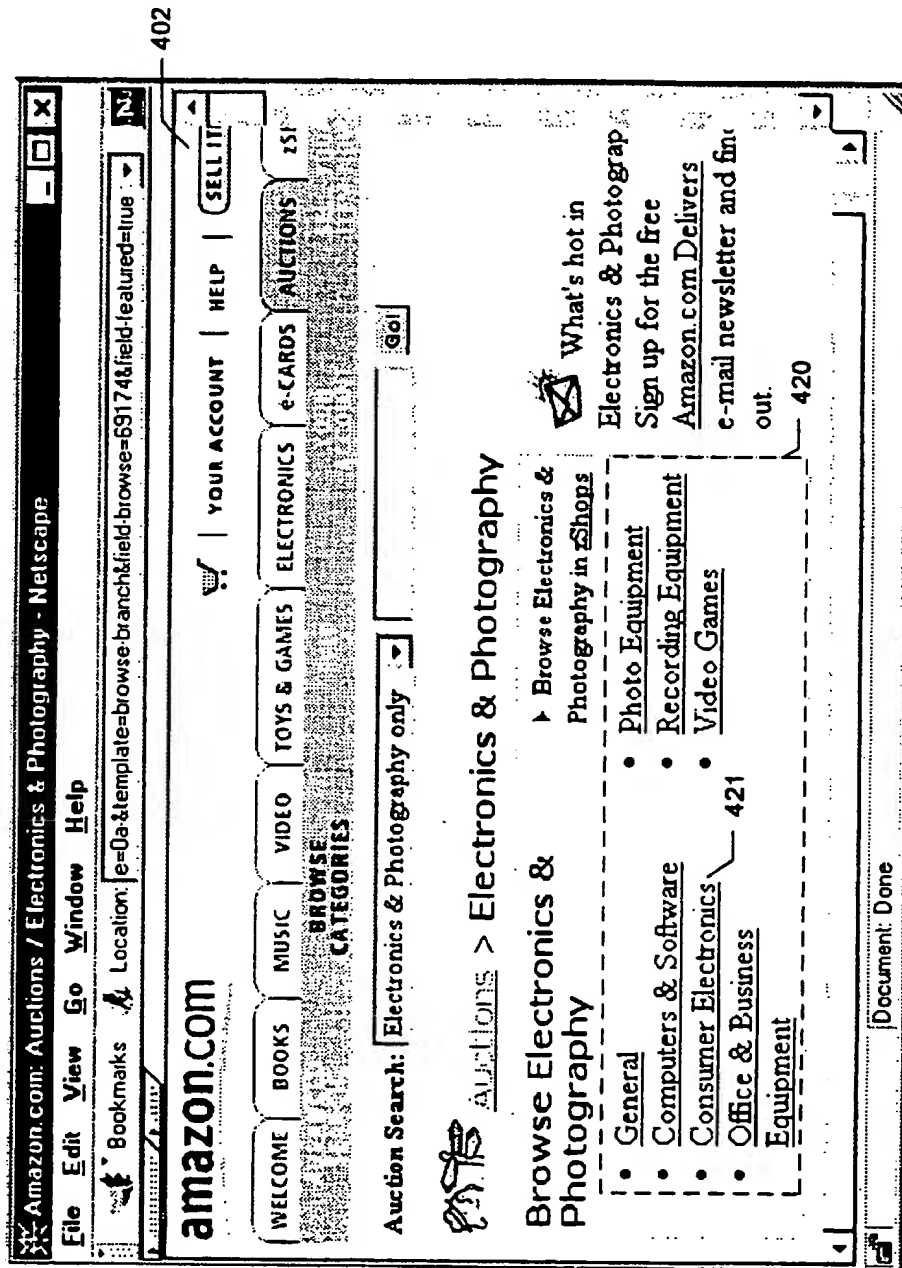 Amazon.com: Auctions / Electronics & Photography - Netscape
File Edit View Go Window Help
Bookmarks Location: e=0a-&template=browse-branch&field-browse=69174&field-featured=true
402
amazon.com
YOUR ACCOUNT | HELP | SELL IT
WELCOME BOOKS MUSIC VIDEO TOYS & GAMES ELECTRONICS e-CARDS AUCTIONS
BROWSE
CATEGORIES
Auction Search: Electronics & Photography only Go!
Auctions > Electronics & Photography
Browse Electronics &
Photography
Browse Electronics &
Photography in zShops
• General
• Computers & Software
• Consumer Electronics
421
• Office & Business
Equipment
• Photo Equipment
• Recording Equipment
• Video Games
420
What's hot in
Electronics & Photograp
Sign up for the free
Amazon.com Delivers
e-mail newsletter and find
out.
Document: Done